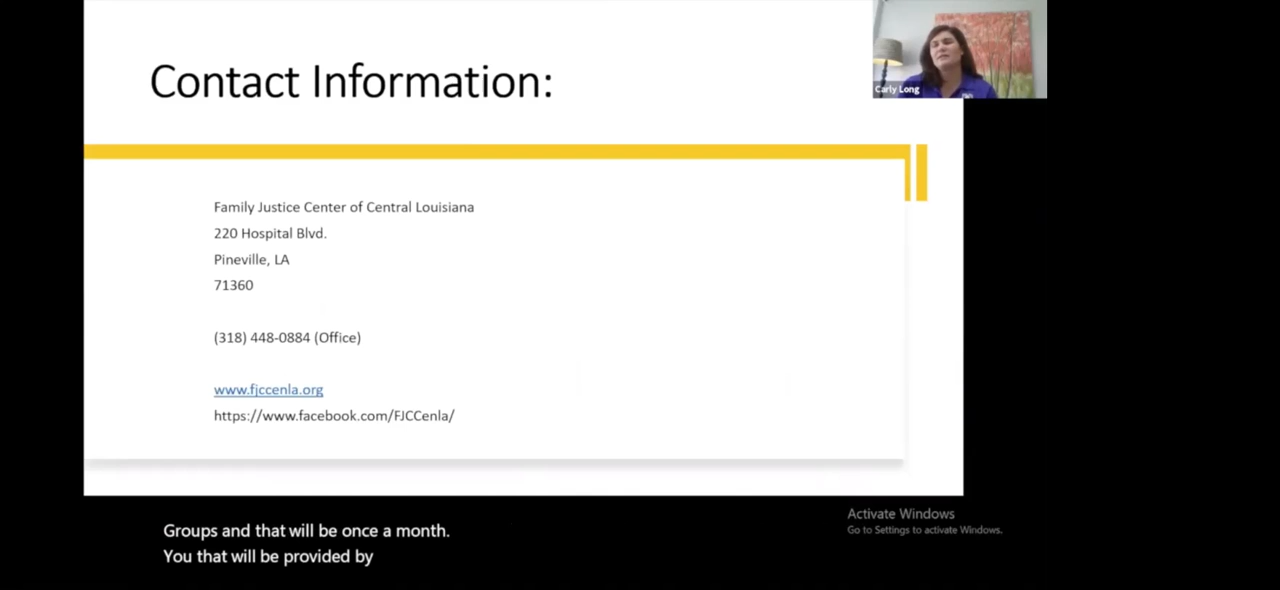 Contact Information:
Carly Long
Family Justice Center of Central Louisiana
220 Hospital Blvd.
Pineville, LA
71360
(318) 448-0884 (Office)
www.fjccenla.org
https://www.facebook.com/FJCCenla/
Groups and that will be once a month.
You that will be provided by
Activate Windows
Go to Settings to activate Windows.